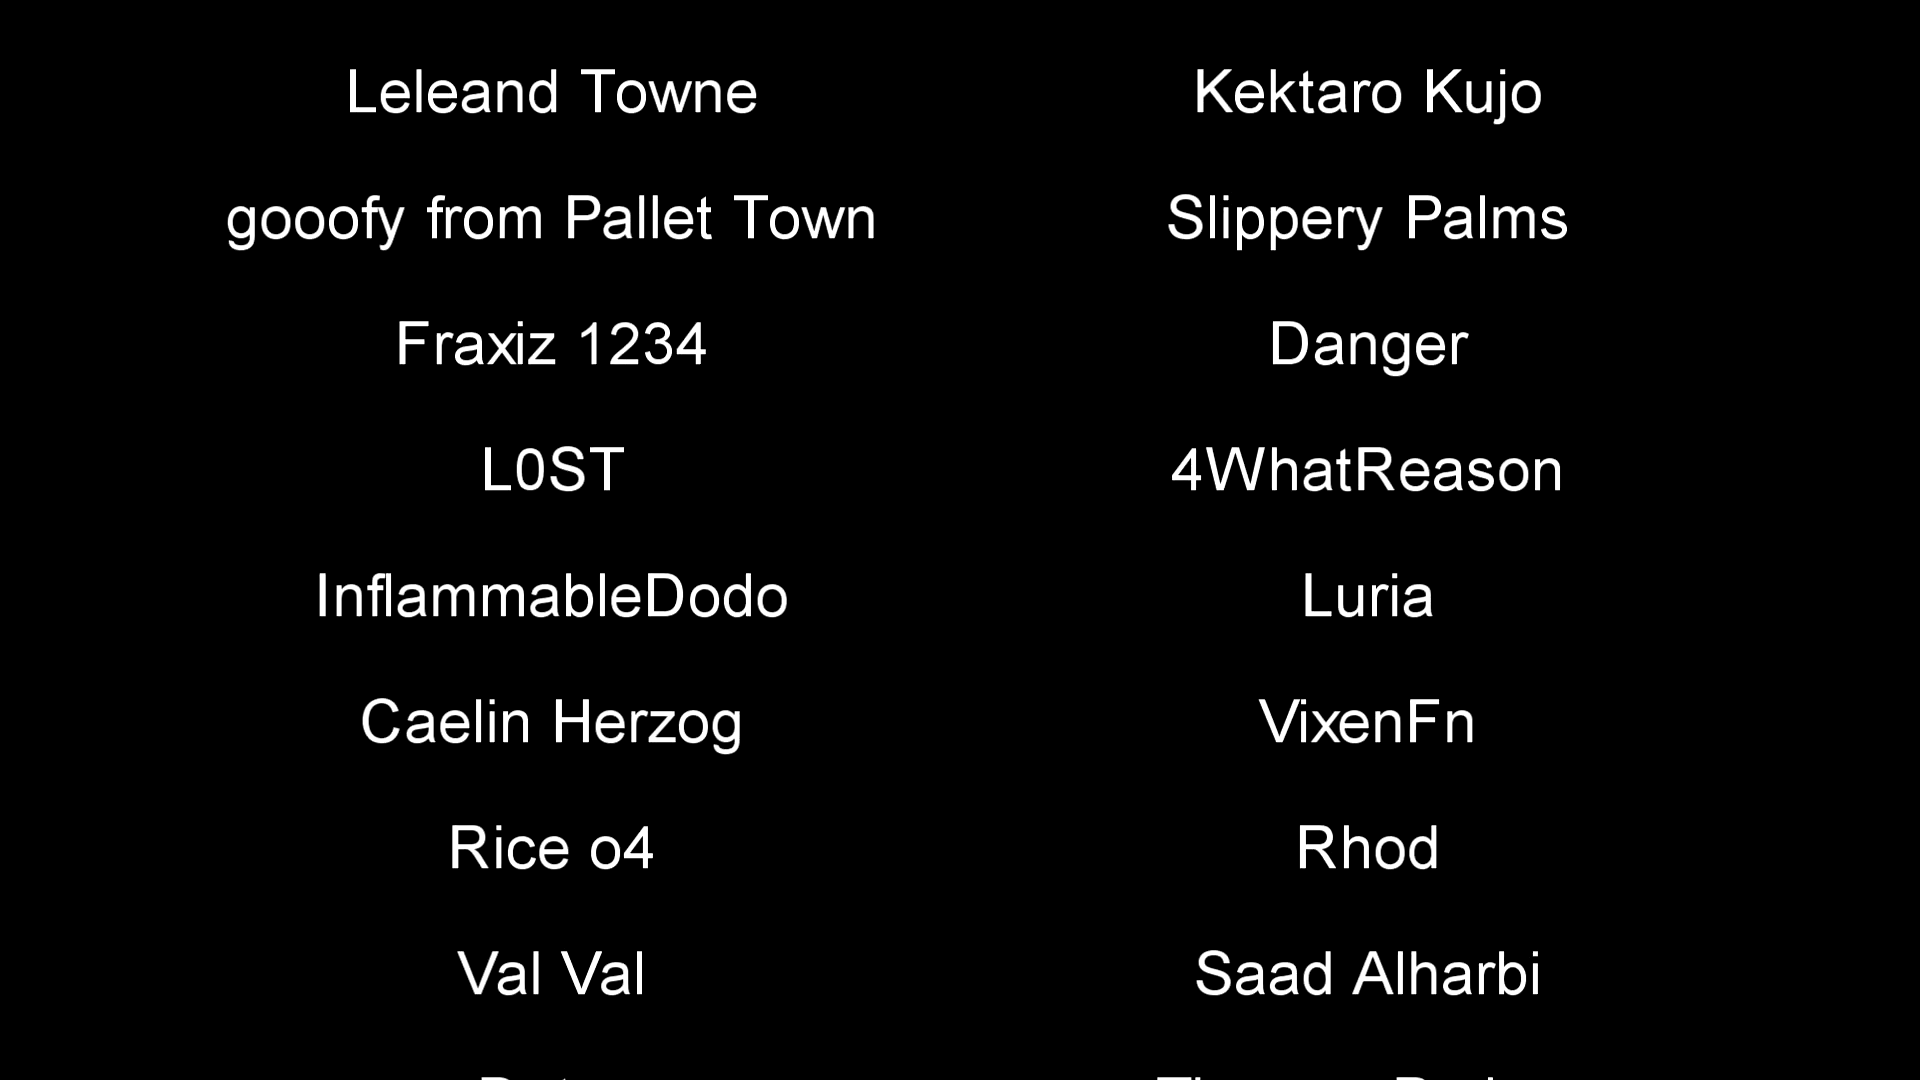 Leleand Towne
Kektaro Kujo
gooofy from Pallet Town
Slippery Palms
Fraxiz 1234
Danger
L0ST
4WhatReason
InflammableDodo
Luria
Caelin Herzog
VixenFn
Rice o4
Rhod
Val Val
Saad Alharbi